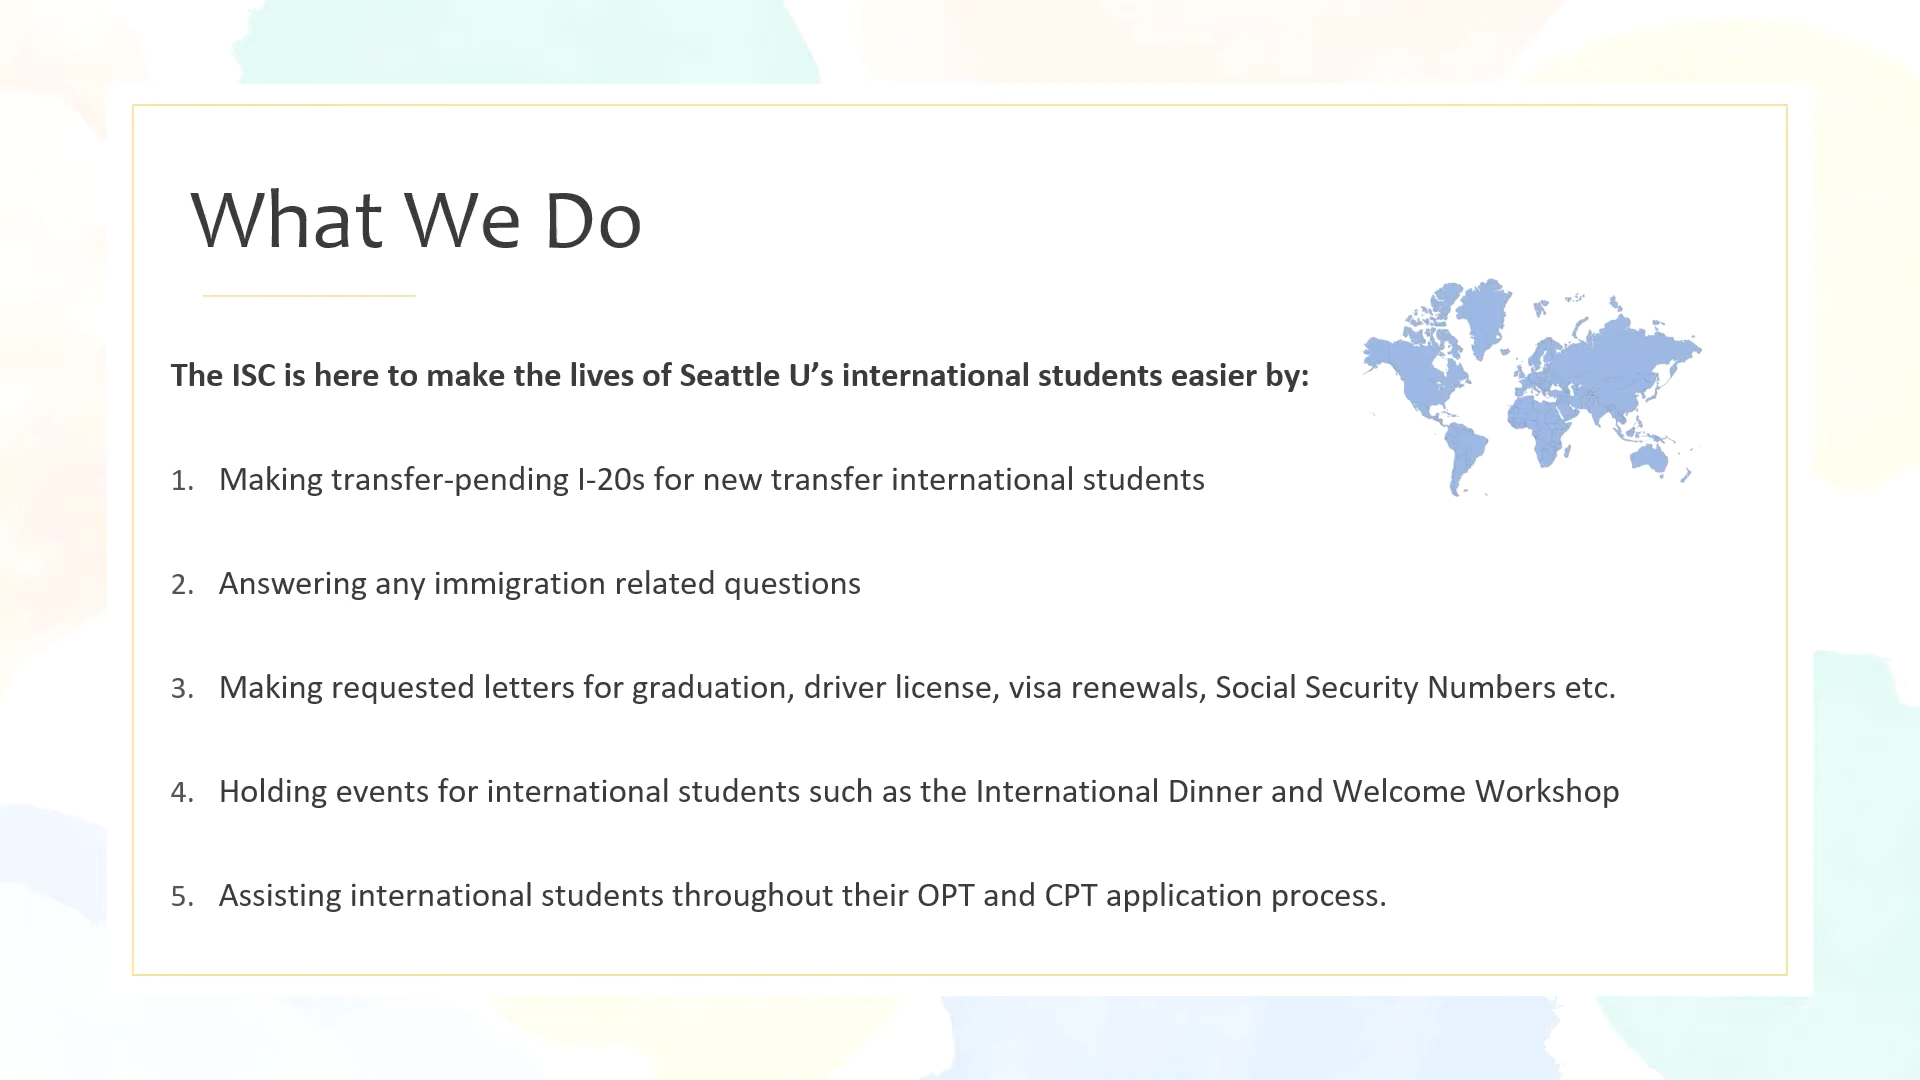 What We Do
The ISC is here to make the lives of Seattle U’s international students easier by:
1. Making transfer-pending I-20s for new transfer international students
2. Answering any immigration related questions
3. Making requested letters for graduation, driver license, visa renewals, Social Security Numbers etc.
4. Holding events for international students such as the International Dinner and Welcome Workshop
5. Assisting international students throughout their OPT and CPT application process.